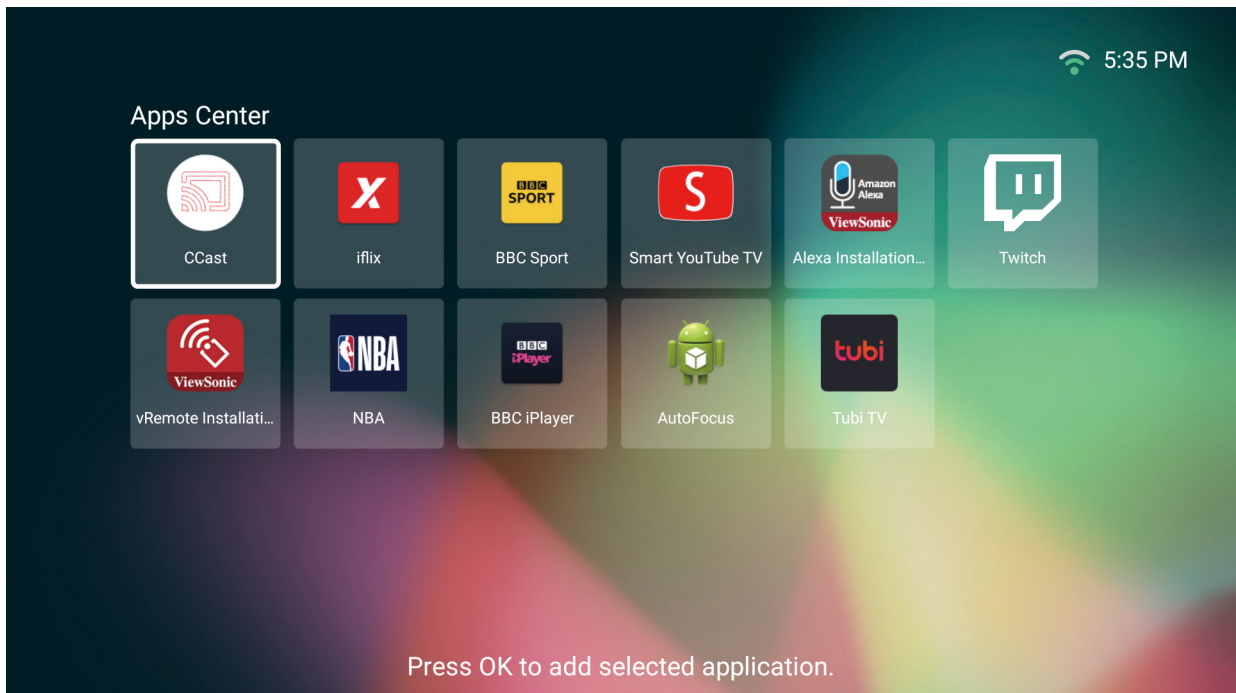 5:35 PM
Apps Center
CCast
X
iflix
BBC
SPORT
BBC Sport
S
Smart YouTube TV
Amazon
Alexa
ViewSonic
Alexa Installation...
Twitch
ViewSonic
vRemote Installati...
NBA
NBA
BBC
iPlayer
BBC iPlayer
AutoFocus
tubi
Tubi TV
Press OK to add selected application.